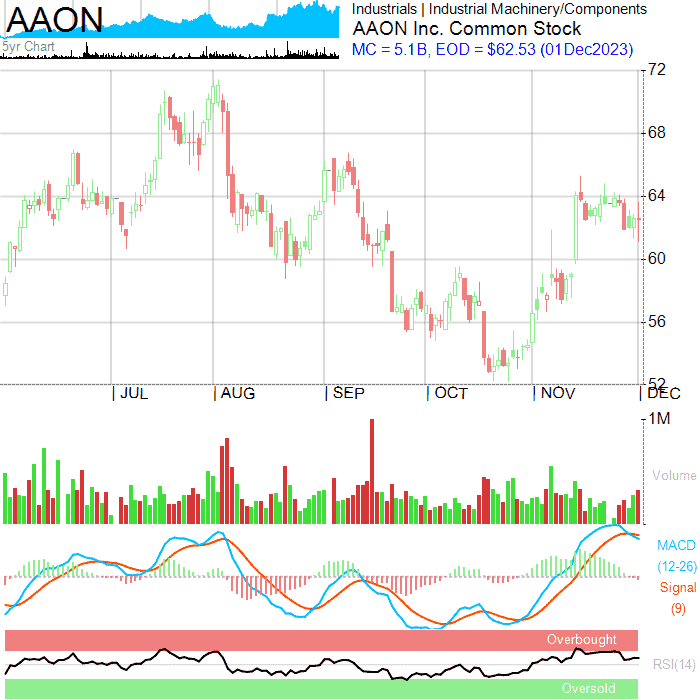 AAON
5yr Chart
Industrials | Industrial Machinery/Components
AAON Inc. Common Stock
MC = 5.1B, EOD = $62.53 (01Dec2023)
72
68
64
60
56
52
| JUL
| AUG
| SEP
| OCT
| NOV
| DEC
1M
Volume
MACD
(12-26)
Signal
(9)
Overbought
RSI(14)
Oversold